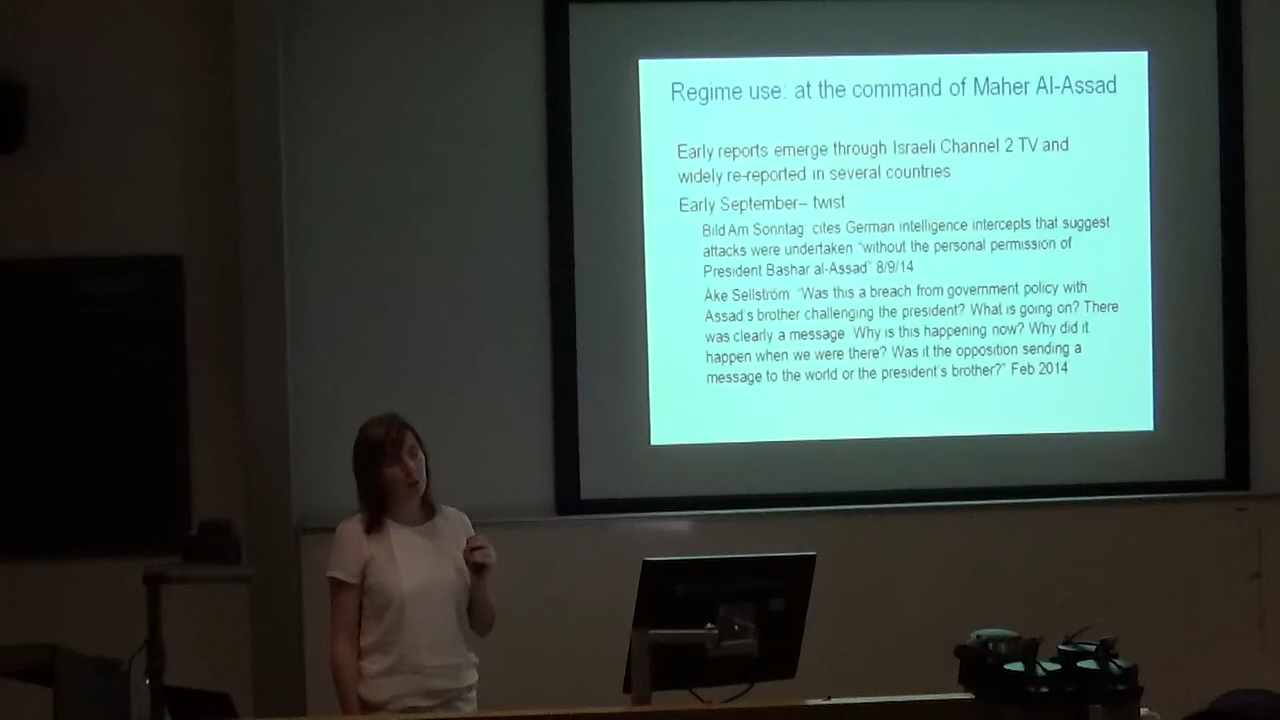 Regime use: at the command of Maher Al-Assad
Early reports emerge through Israeli Channel 2 TV and
widely re-reported in several countries
Early September– twist
Bild Am Sonntag cites German intelligence intercepts that suggest
attacks were undertaken "without the personal permission of
President Bashar al-Assad" 8/9/14
Åke Sellström "Was this a breach from government policy with
Assad's brother challenging the president? What is going on? There
was clearly a message Why is this happening now? Why did it
happen when we were there? Was it the opposition sending a
message to the world or the president's brother?" Feb 2014